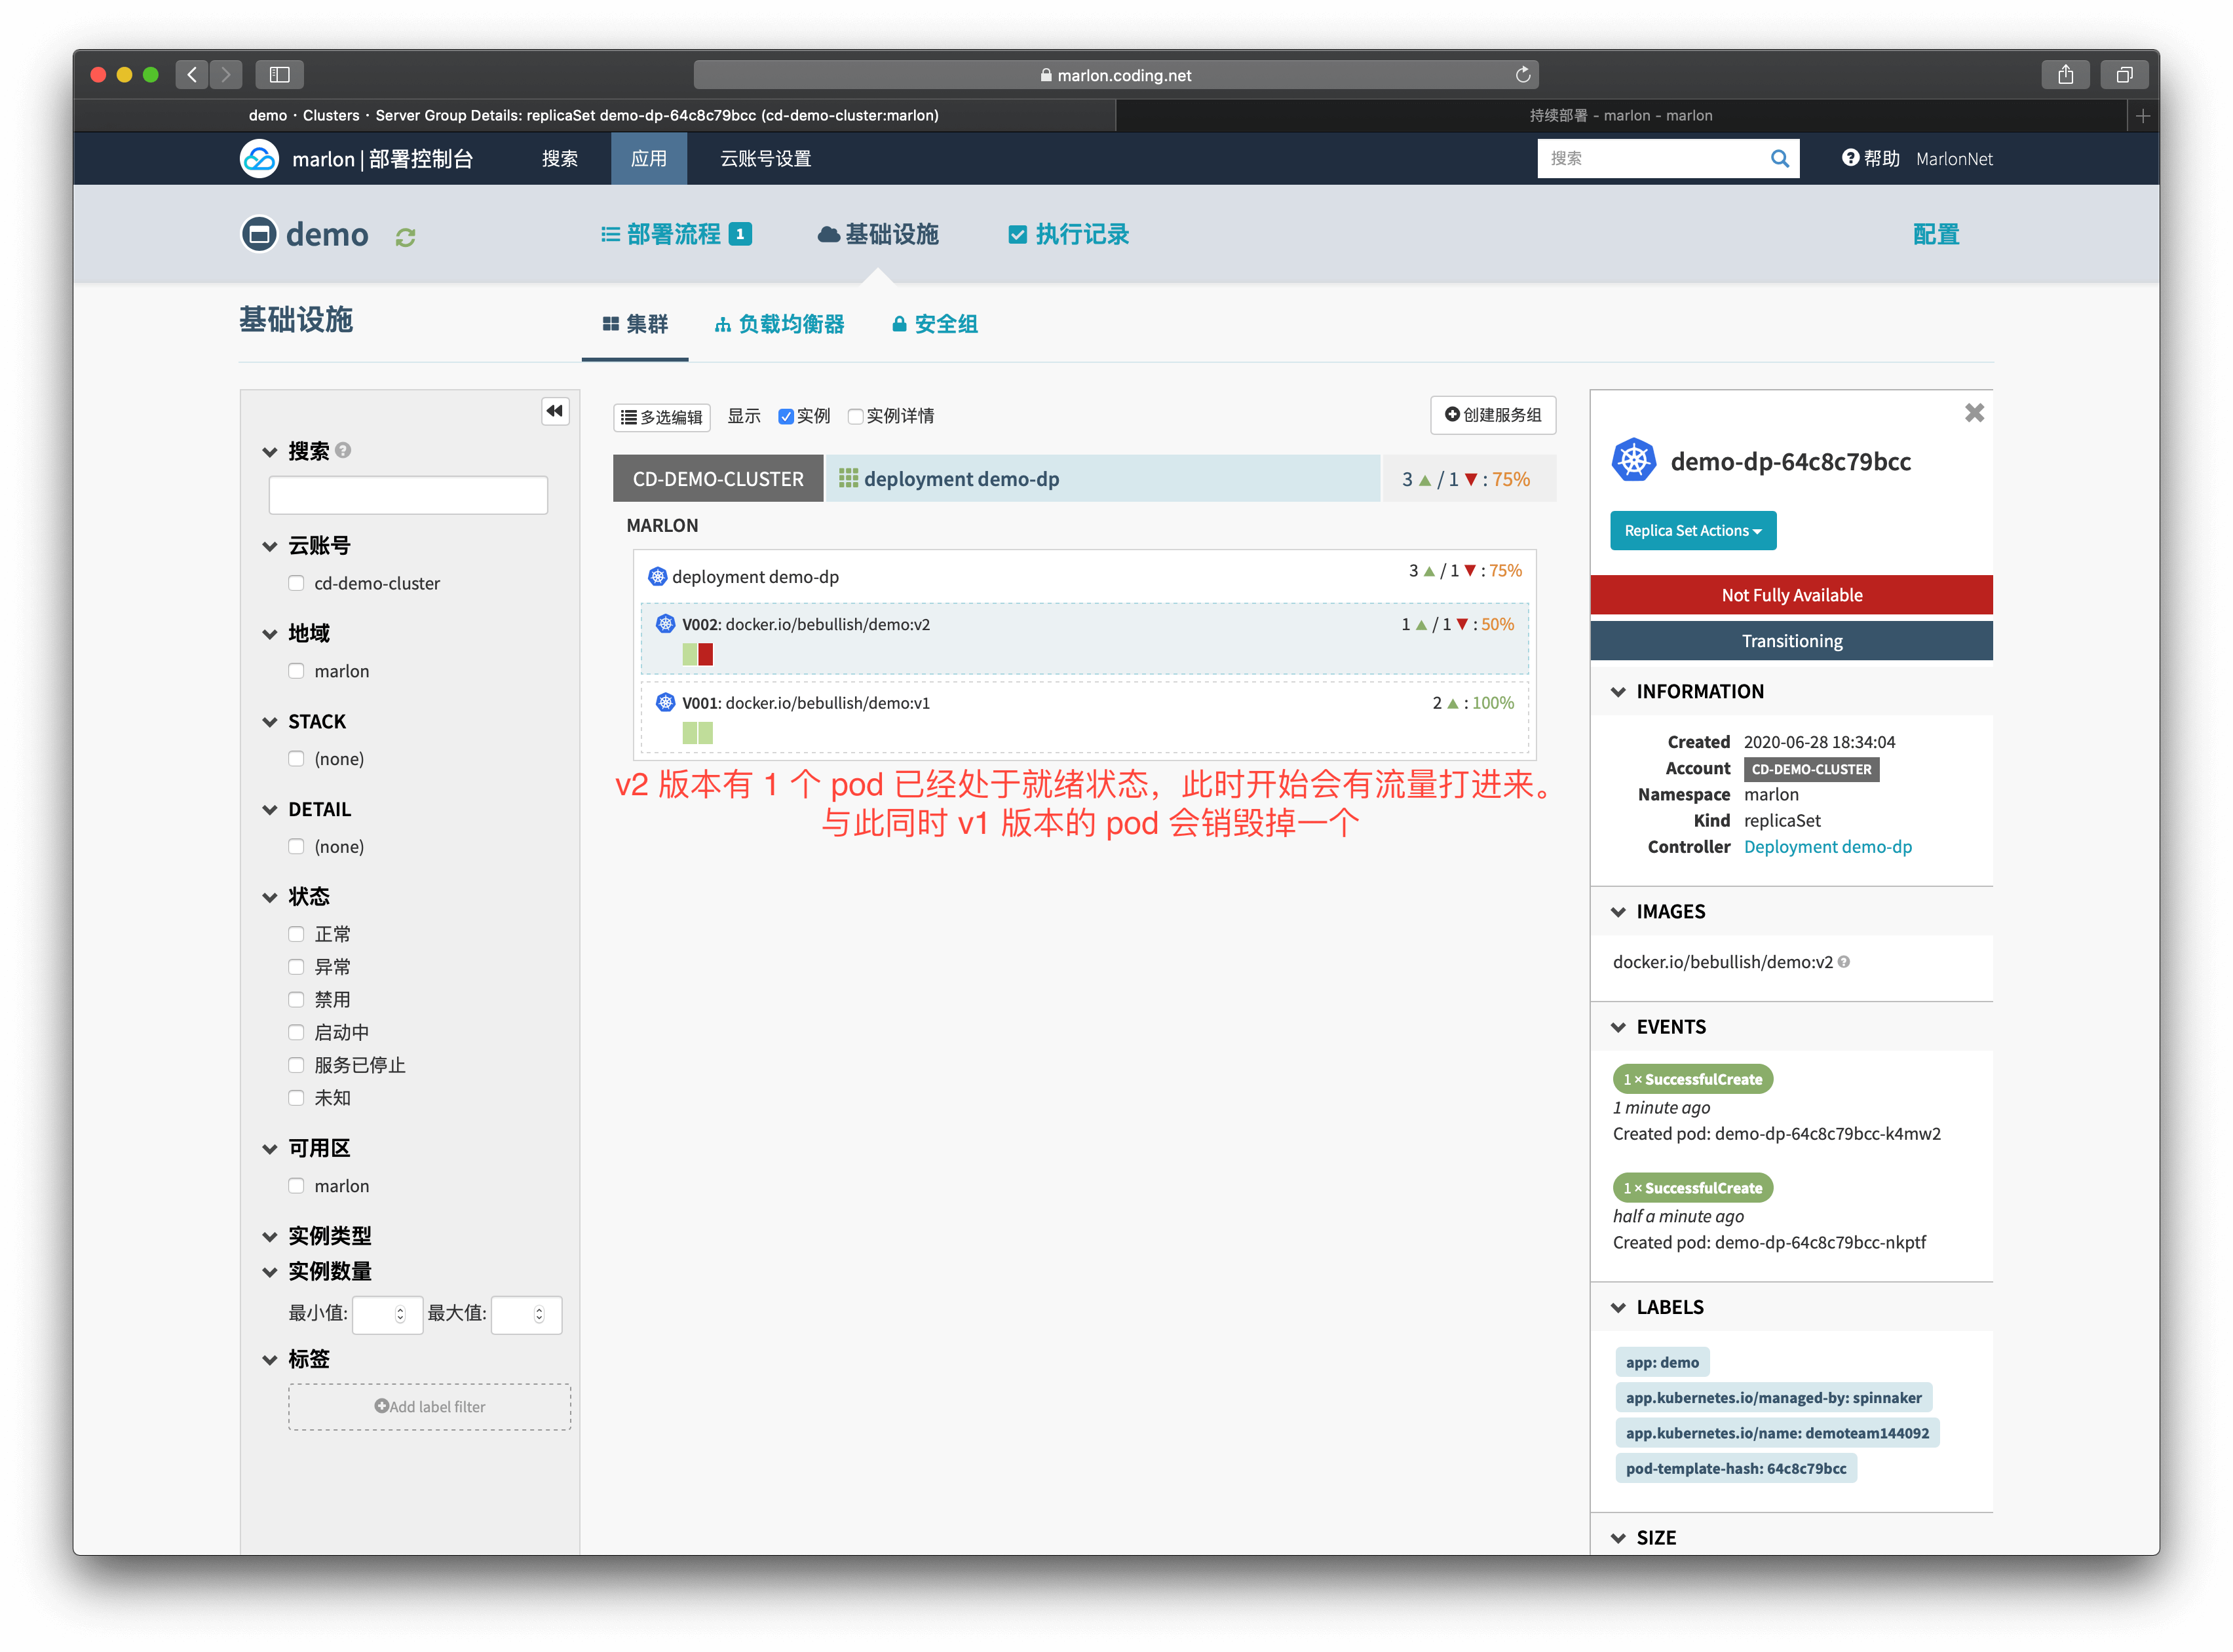 marlon.coding.net
demo · Clusters · Server Group Details: replicaSet demo-dp-64c8c79bcc (cd-demo-cluster:marlon)
持续部署 - marlon - marlon
marlon | 部署控制台
搜索
应用
云账号设置
搜索
帮助
MarlonNet
demo
部署流程 1
基础设施
执行记录
配置
基础设施
集群
负载均衡器
安全组
搜索
云账号
cd-demo-cluster
地域
marlon
STACK
(none)
DETAIL
(none)
状态
正常
异常
禁用
启动中
服务已停止
未知
可用区
marlon
实例类型
实例数量
最小值: 最大值:
标签
Add label filter
多选编辑 显示 实例 实例详情
创建服务组
CD-DEMO-CLUSTER
deployment demo-dp
3 ▲ / 1 ▼ : 75%
MARLON
deployment demo-dp
3 ▲ / 1 ▼ : 75%
V002: docker.io/bebullish/demo:v2
1 ▲ / 1 ▼ : 50%
V001: docker.io/bebullish/demo:v1
2 ▲ : 100%
v2 版本有 1 个 pod 已经处于就绪状态，此时开始会有流量打进来。
与此同时 v1 版本的 pod 会销毁掉一个
demo-dp-64c8c79bcc
Replica Set Actions
Not Fully Available
Transitioning
INFORMATION
Created 2020-06-28 18:34:04
Account CD-DEMO-CLUSTER
Namespace marlon
Kind replicaSet
Controller Deployment demo-dp
IMAGES
docker.io/bebullish/demo:v2
EVENTS
1 × SuccessfulCreate
1 minute ago
Created pod: demo-dp-64c8c79bcc-k4mw2
1 × SuccessfulCreate
half a minute ago
Created pod: demo-dp-64c8c79bcc-nkptf
LABELS
app: demo
app.kubernetes.io/managed-by: spinnaker
app.kubernetes.io/name: demoteam144092
pod-template-hash: 64c8c79bcc
SIZE